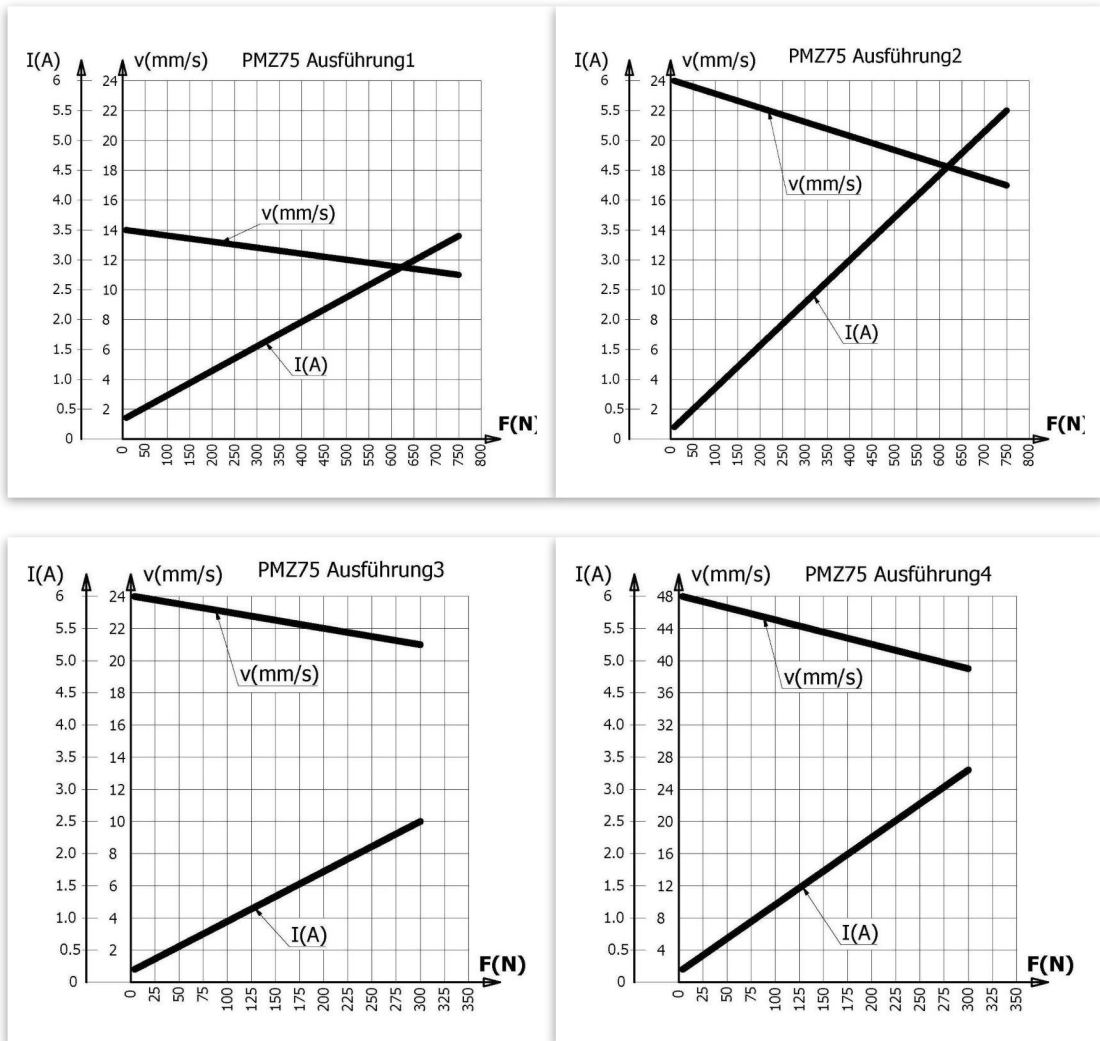 I(A) v(mm/s) PMZ75 Ausführung1
6 24
5.5 22
5.0 20
4.5 18
4.0 16
3.5 14
3.0 12
2.5 10
2.0 8
1.5 6
1.0 4
0.5 2
0
v(mm/s)
I(A)
F(N)
0 50 100 150 200 250 300 350 400 450 500 550 600 650 700 750 800
I(A) v(mm/s) PMZ75 Ausführung2
6 24
5.5 22
5.0 20
4.5 18
4.0 16
3.5 14
3.0 12
2.5 10
2.0 8
1.5 6
1.0 4
0.5 2
0
v(mm/s)
I(A)
F(N)
0 50 100 150 200 250 300 350 400 450 500 550 600 650 700 750 800
I(A) v(mm/s) PMZ75 Ausführung3
6 24
5.5 22
5.0 20
4.5 18
4.0 16
3.5 14
3.0 12
2.5 10
2.0 8
1.5 6
1.0 4
0.5 2
0
v(mm/s)
I(A)
F(N)
0 25 50 75 100 125 150 175 200 225 250 275 300 325 350
I(A) v(mm/s) PMZ75 Ausführung4
6 48
5.5 44
5.0 40
4.5 36
4.0 32
3.5 28
3.0 24
2.5 20
2.0 16
1.5 12
1.0 8
0.5 4
0
v(mm/s)
I(A)
F(N)
0 25 50 75 100 125 150 175 200 225 250 275 300 325 350